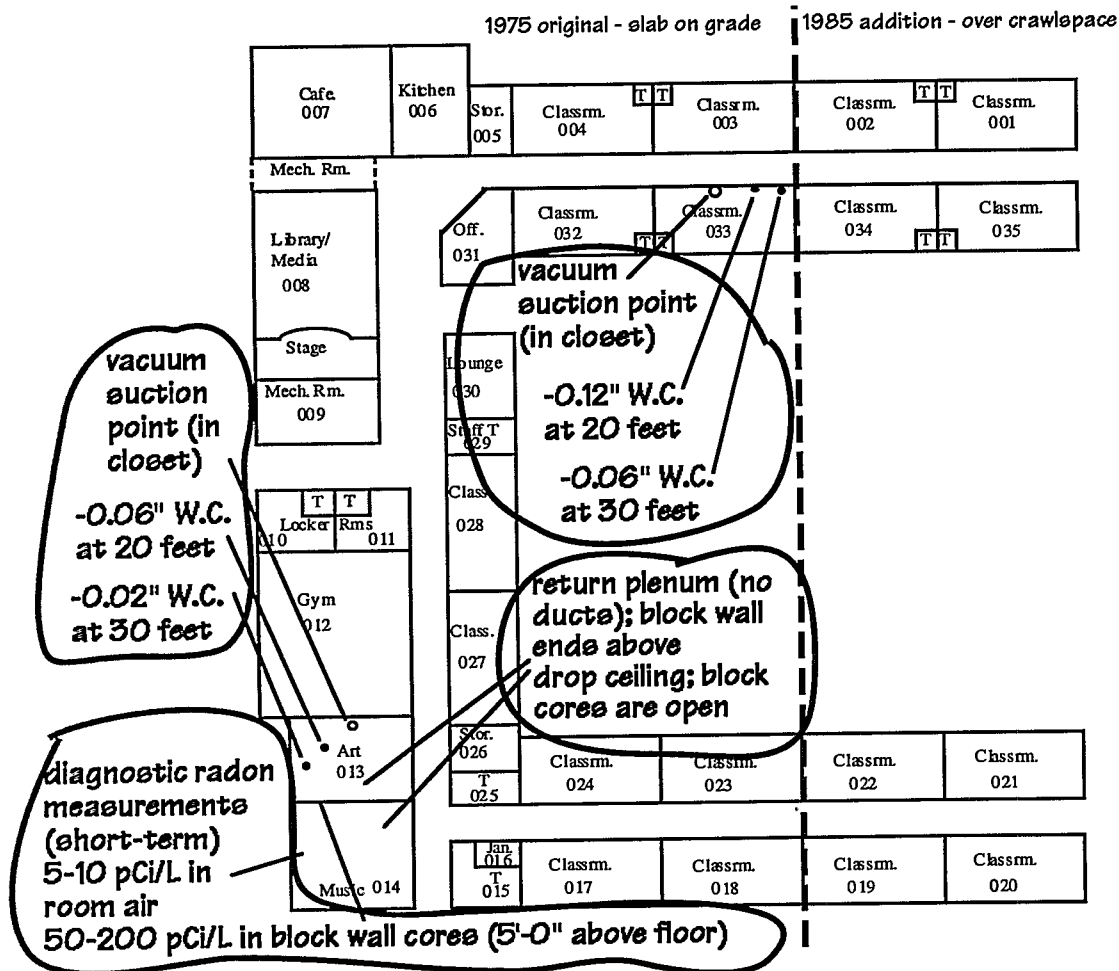 1975 original - slab on grade
1985 addition - over crawlspace
Cafe.
007
Kitchen
006
Stor.
005
Classrm.
004
T T
Classrm.
003
Classrm.
002
T T
Classrm.
001
Mech. Rm.
Library/
Media
008
Stage
Mech. Rm.
009
Off.
031
Classrm.
032
T T
Classrm.
033
Classrm.
034
T T
Classrm.
035
vacuum
suction point
(in closet)
-0.12" W.C.
at 20 feet
-0.06" W.C.
at 30 feet
Lounge
030
Staff T
029
Class.
028
Class.
027
Stor.
026
T
025
vacuum
suction
point (in
closet)
-0.06" W.C.
at 20 feet
-0.02" W.C.
at 30 feet
T T
Locker Rms
010 011
Gym
012
Art
013
Music 014
return plenum (no
ducts); block wall
ends above
drop ceiling; block
cores are open
Classrm.
024
Classrm.
023
Classrm.
022
Classrm.
021
Jan.
016
T
015
Classrm.
017
Classrm.
018
Classrm.
019
Classrm.
020
diagnostic radon
measurements
(short-term)
5-10 pCi/L in
room air
50-200 pCi/L in block wall cores (5'-0" above floor)